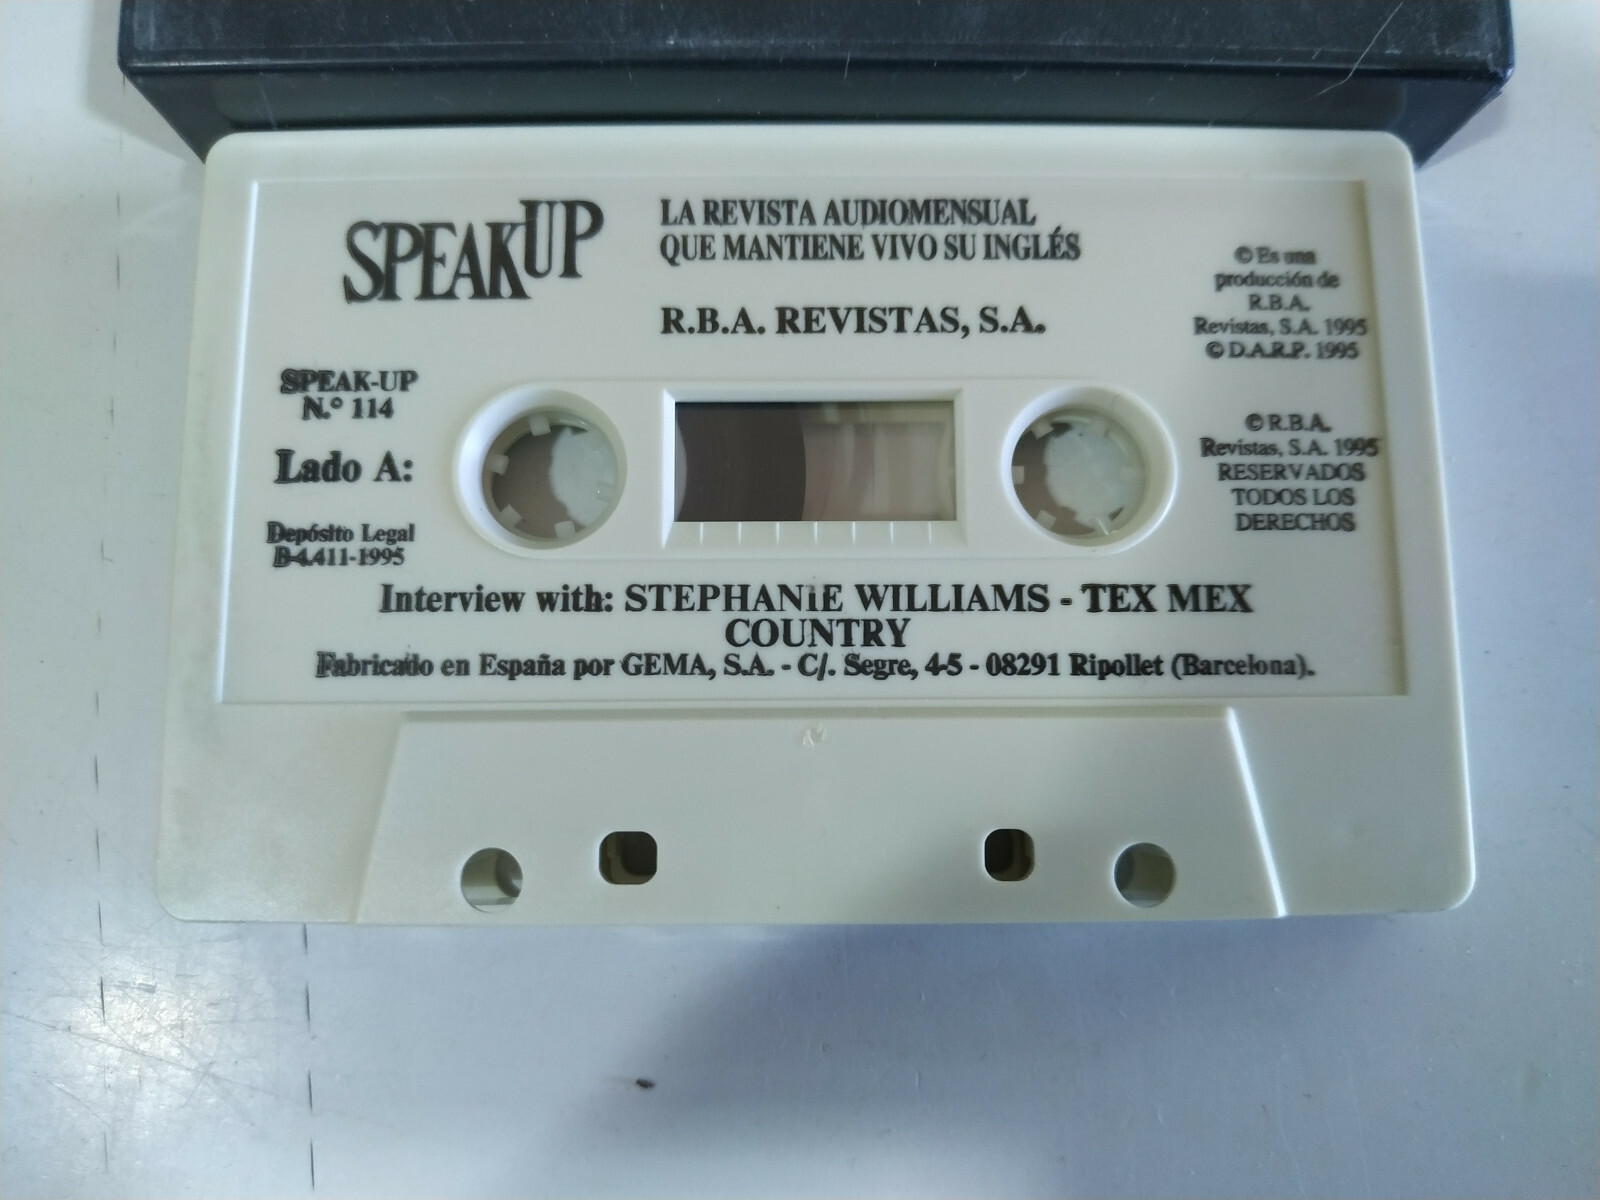 SPEAKUP
LA REVISTA AUDIOMENSUAL
QUE MANTIENE VIVO SU INGLÉS
R.B.A. REVISTAS, S.A.
© Es una
producción de
R.B.A.
Revistas, S.A. 1995
© D.A.R.P. 1995
SPEAK-UP
N.º 114
Lado A:
Depósito Legal
B-4.411-1995
© R.B.A.
Revistas, S.A. 1995
RESERVADOS
TODOS LOS
DERECHOS
Interview with: STEPHANIE WILLIAMS - TEX MEX
COUNTRY
Fabricado en España por GEMA, S.A. - C/. Segre, 4-5 - 08291 Ripollet (Barcelona).